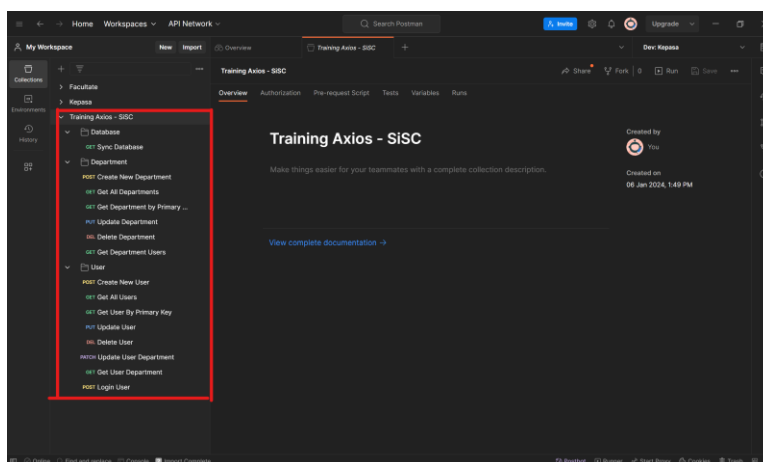 Home Workspaces API Network Search Postman Invite Upgrade
My Workspace New Import Overview Training Axios - SiSC Dev: Kepasa
Collections
Environments
History
Facultate
Kepasa
Training Axios - SiSC
Database
GET Sync Database
Department
POST Create New Department
GET Get All Departments
GET Get Department by Primary ...
PUT Update Department
DEL Delete Department
GET Get Department Users
User
POST Create New User
GET Get All Users
GET Get User By Primary Key
PUT Update User
DEL Delete User
PATCH Update User Department
GET Get User Department
POST Login User
Training Axios - SiSC Share Fork 0 Run Save
Overview Authorization Pre-request Script Tests Variables Runs
Training Axios - SiSC
Make things easier for your teammates with a complete collection description.
View complete documentation →
Created by
You
Created on
06 Jan 2024, 1:49 PM
Online Find and replace Console Import Complete Postbot Runner Start Proxy Cookies Trash